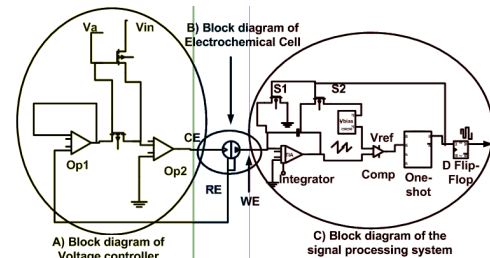 B) Block diagram of
Electrochemical Cell
Va
Vin
S1
S2
Vbias
CE
Vref
Op1
Op2
RE
WE
Integrator
Comp
One-
shot
D Flip-
Flop
A) Block diagram of
Voltage controller
C) Block diagram of the
signal processing system